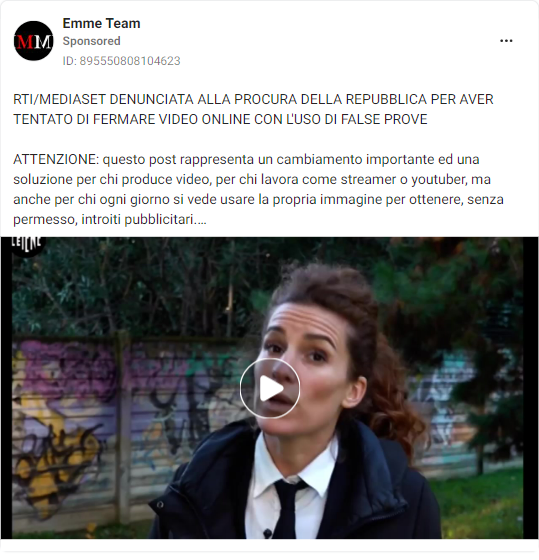 Emme Team
Sponsored
MM
ID: 895550808104623
RTI/MEDIASET DENUNCIATA ALLA PROCURA DELLA REPUBBLICA PER AVER
TENTATO DI FERMARE VIDEO ONLINE CON L'USO DI FALSE PROVE
ATTENZIONE: questo post rappresenta un cambiamento importante ed una
soluzione per chi produce video, per chi lavora come streamer o youtuber, ma
anche per chi ogni giorno si vede usare la propria immagine per ottenere, senza
permesso, introiti pubblicitari....
LEIENE